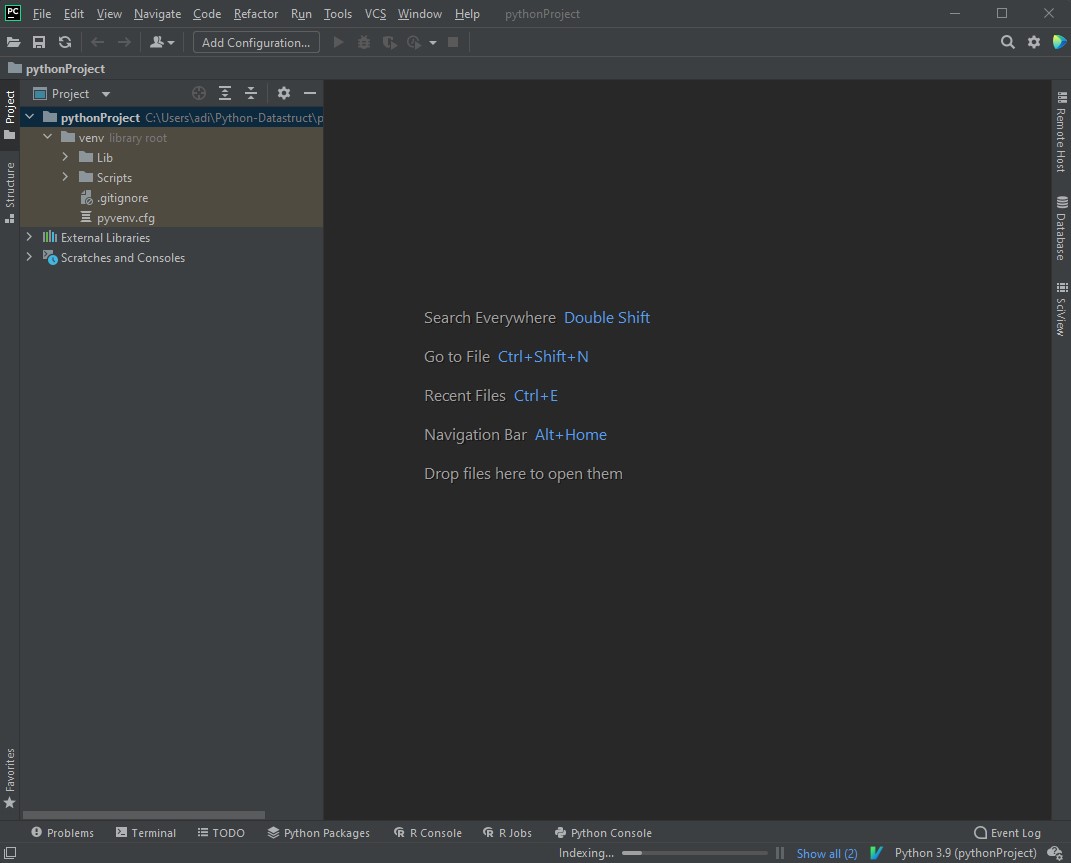 PC File Edit View Navigate Code Refactor Run Tools VCS Window Help pythonProject
Add Configuration...
pythonProject
Project
Project
pythonProject C:\Users\adi\Python-Datastruct\p
venv library root
Lib
Scripts
.gitignore
pyvenv.cfg
External Libraries
Scratches and Consoles
Structure
Favorites
Search Everywhere Double Shift
Go to File Ctrl+Shift+N
Recent Files Ctrl+E
Navigation Bar Alt+Home
Drop files here to open them
Remote Host
Database
SciView
Problems Terminal TODO Python Packages R Console R Jobs Python Console Event Log
Indexing... Show all (2) Python 3.9 (pythonProject)